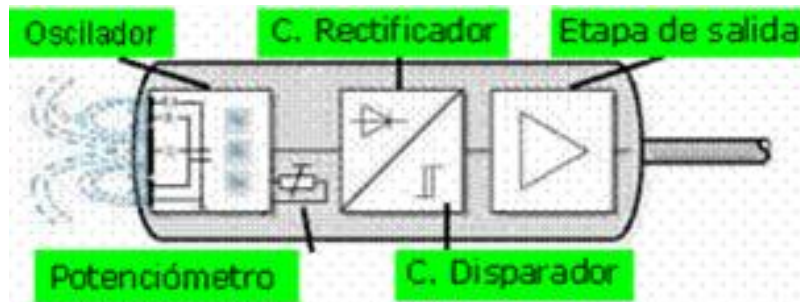 Oscilador
C. Rectificador
Etapa de salida
Potenciómetro
C. Disparador